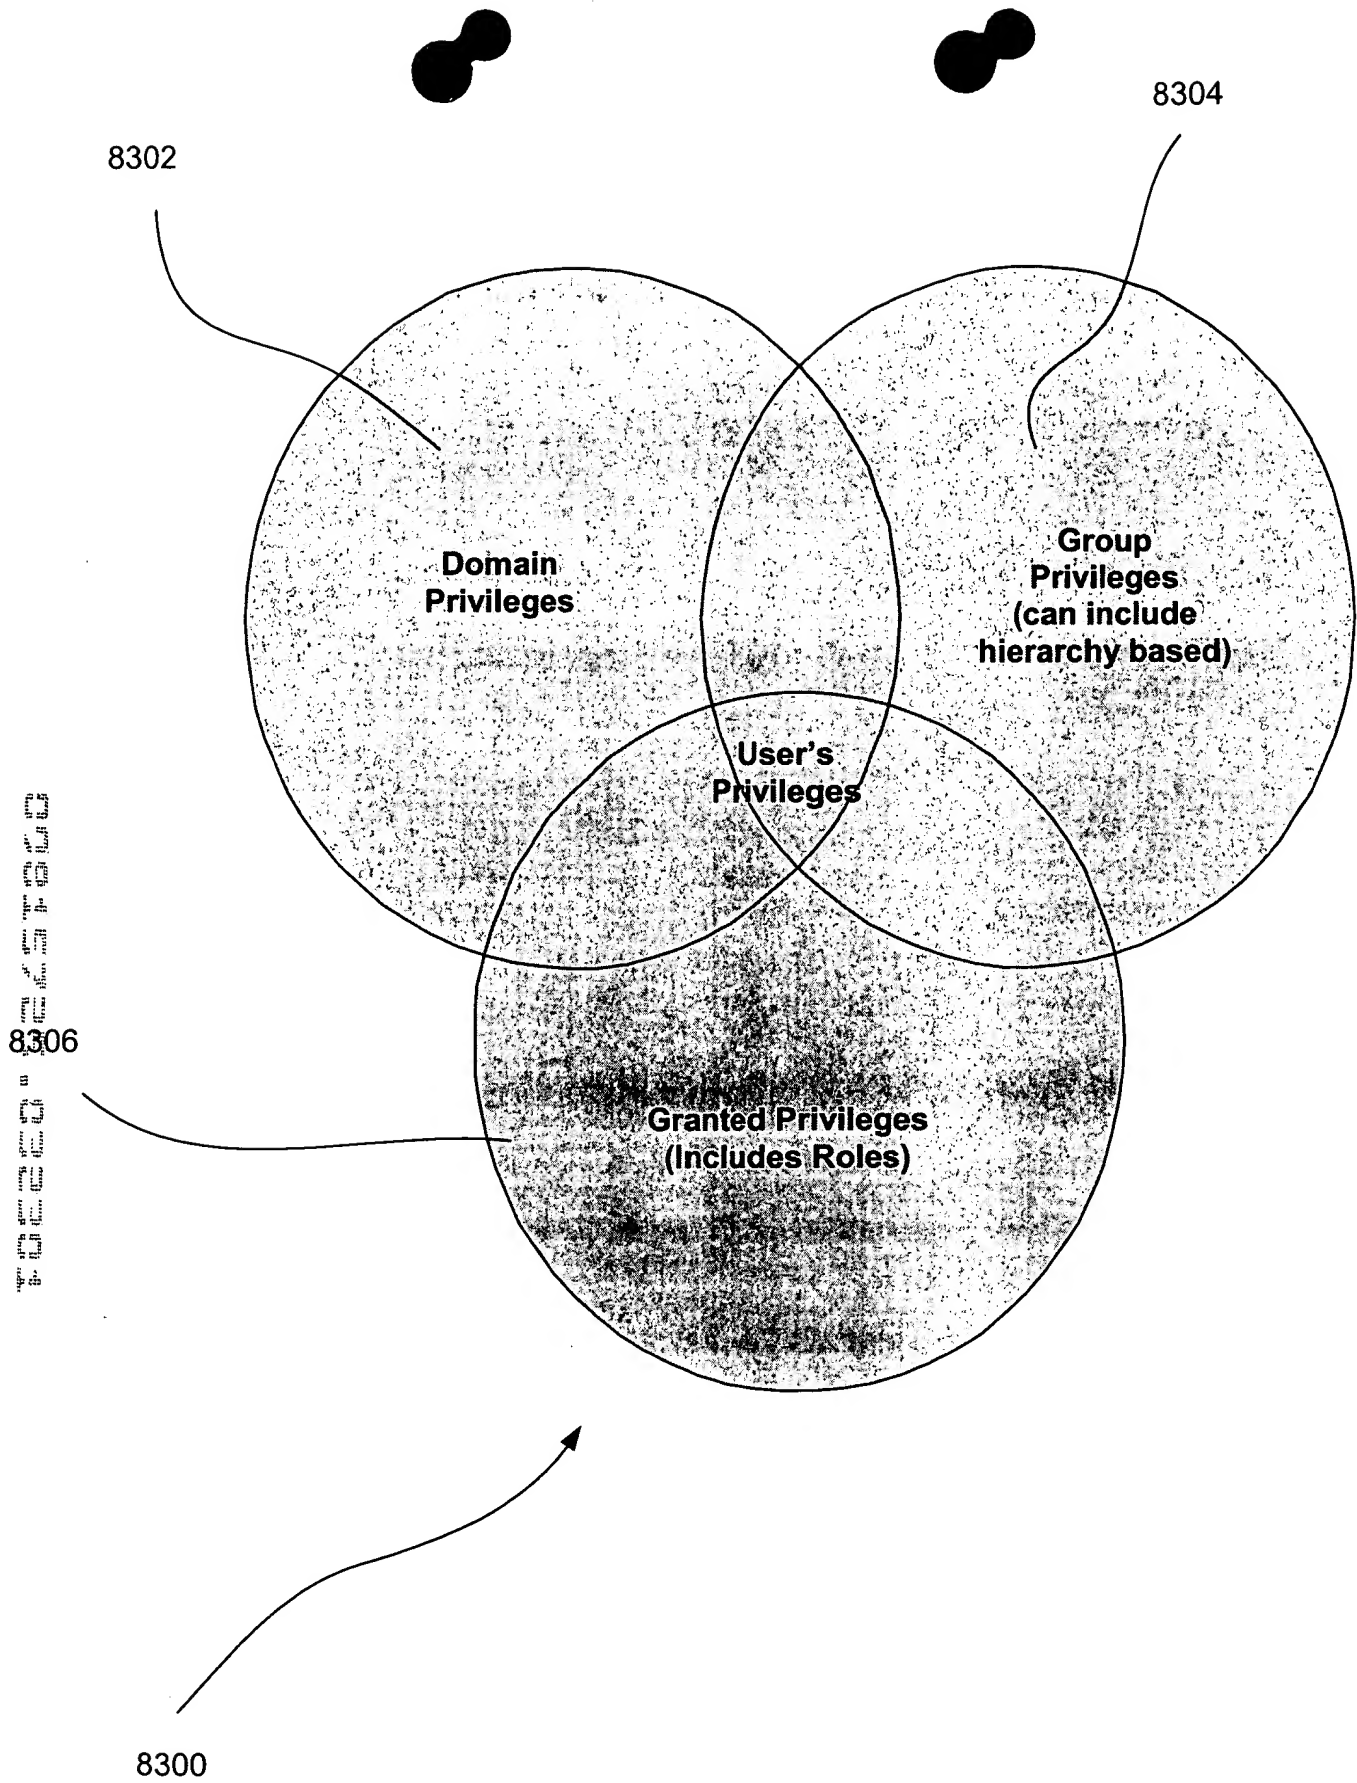 8304
8302
Domain
Privileges
Group
Privileges
(can include
hierarchy based)
User's
Privileges
8306
Granted Privileges
(Includes Roles)
8300